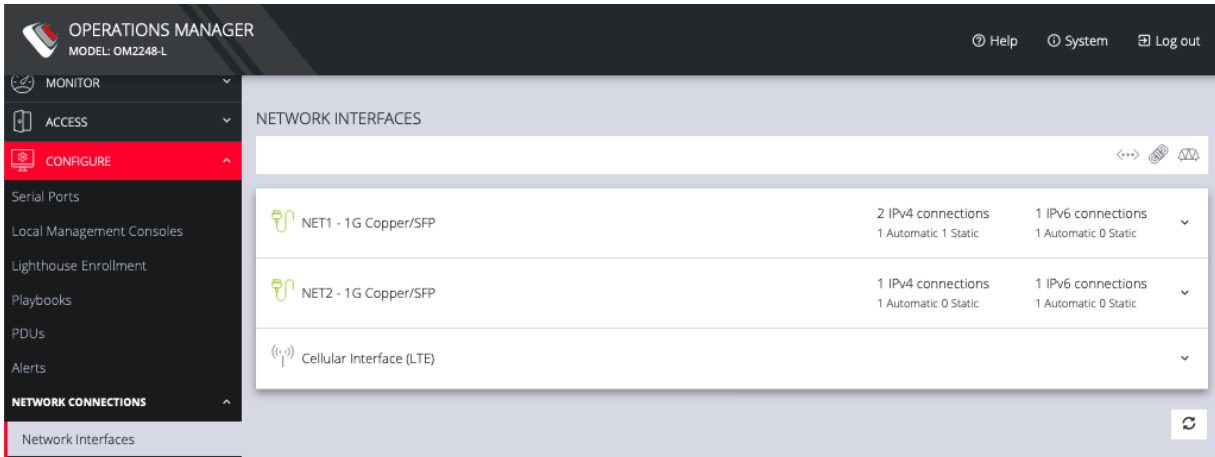 OPERATIONS MANAGER
MODEL: OM2248-L
Help System Log out
MONITOR
ACCESS
CONFIGURE
Serial Ports
Local Management Consoles
Lighthouse Enrollment
Playbooks
PDUs
Alerts
NETWORK CONNECTIONS
Network Interfaces
NETWORK INTERFACES
NET1 - 1G Copper/SFP
2 IPv4 connections
1 Automatic 1 Static
1 IPv6 connections
1 Automatic 0 Static
NET2 - 1G Copper/SFP
1 IPv4 connections
1 Automatic 0 Static
1 IPv6 connections
1 Automatic 0 Static
Cellular Interface (LTE)